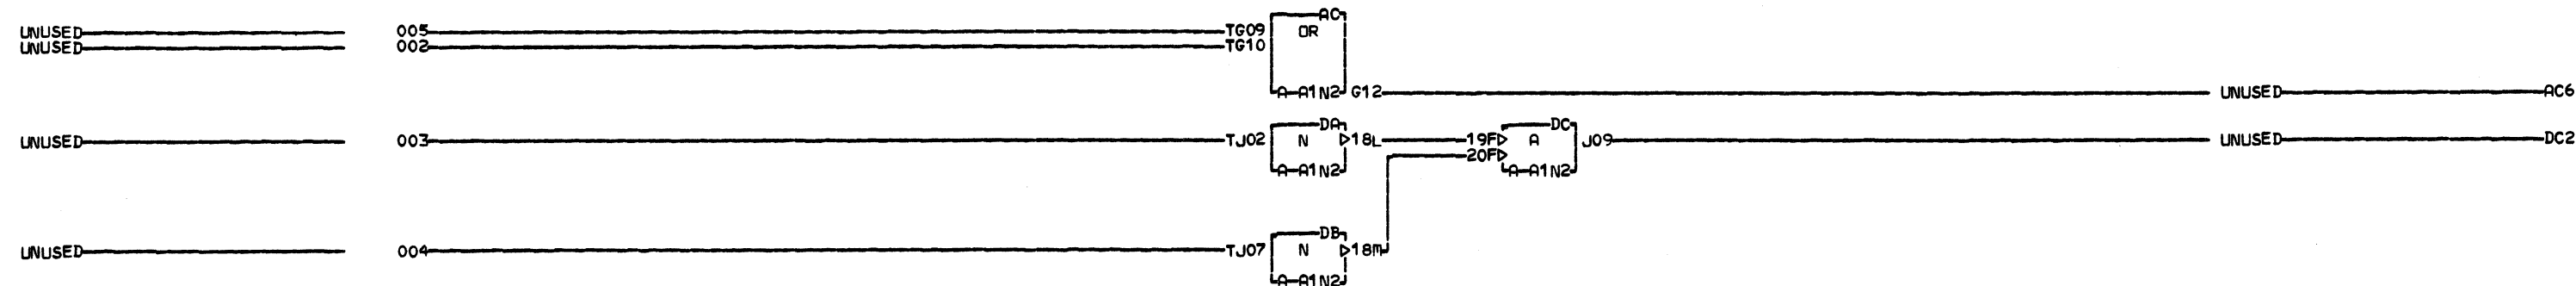 AC
UNUSED 005 TG09 OR
UNUSED 002 TG10
A A1N2 G12 UNUSED AC6
DA DC
UNUSED 003 TJ02 N 18L 19F A J09 UNUSED DC2
20F
A A1N2 A A1N2
DB
UNUSED 004 TJ07 N 18M
A A1N2